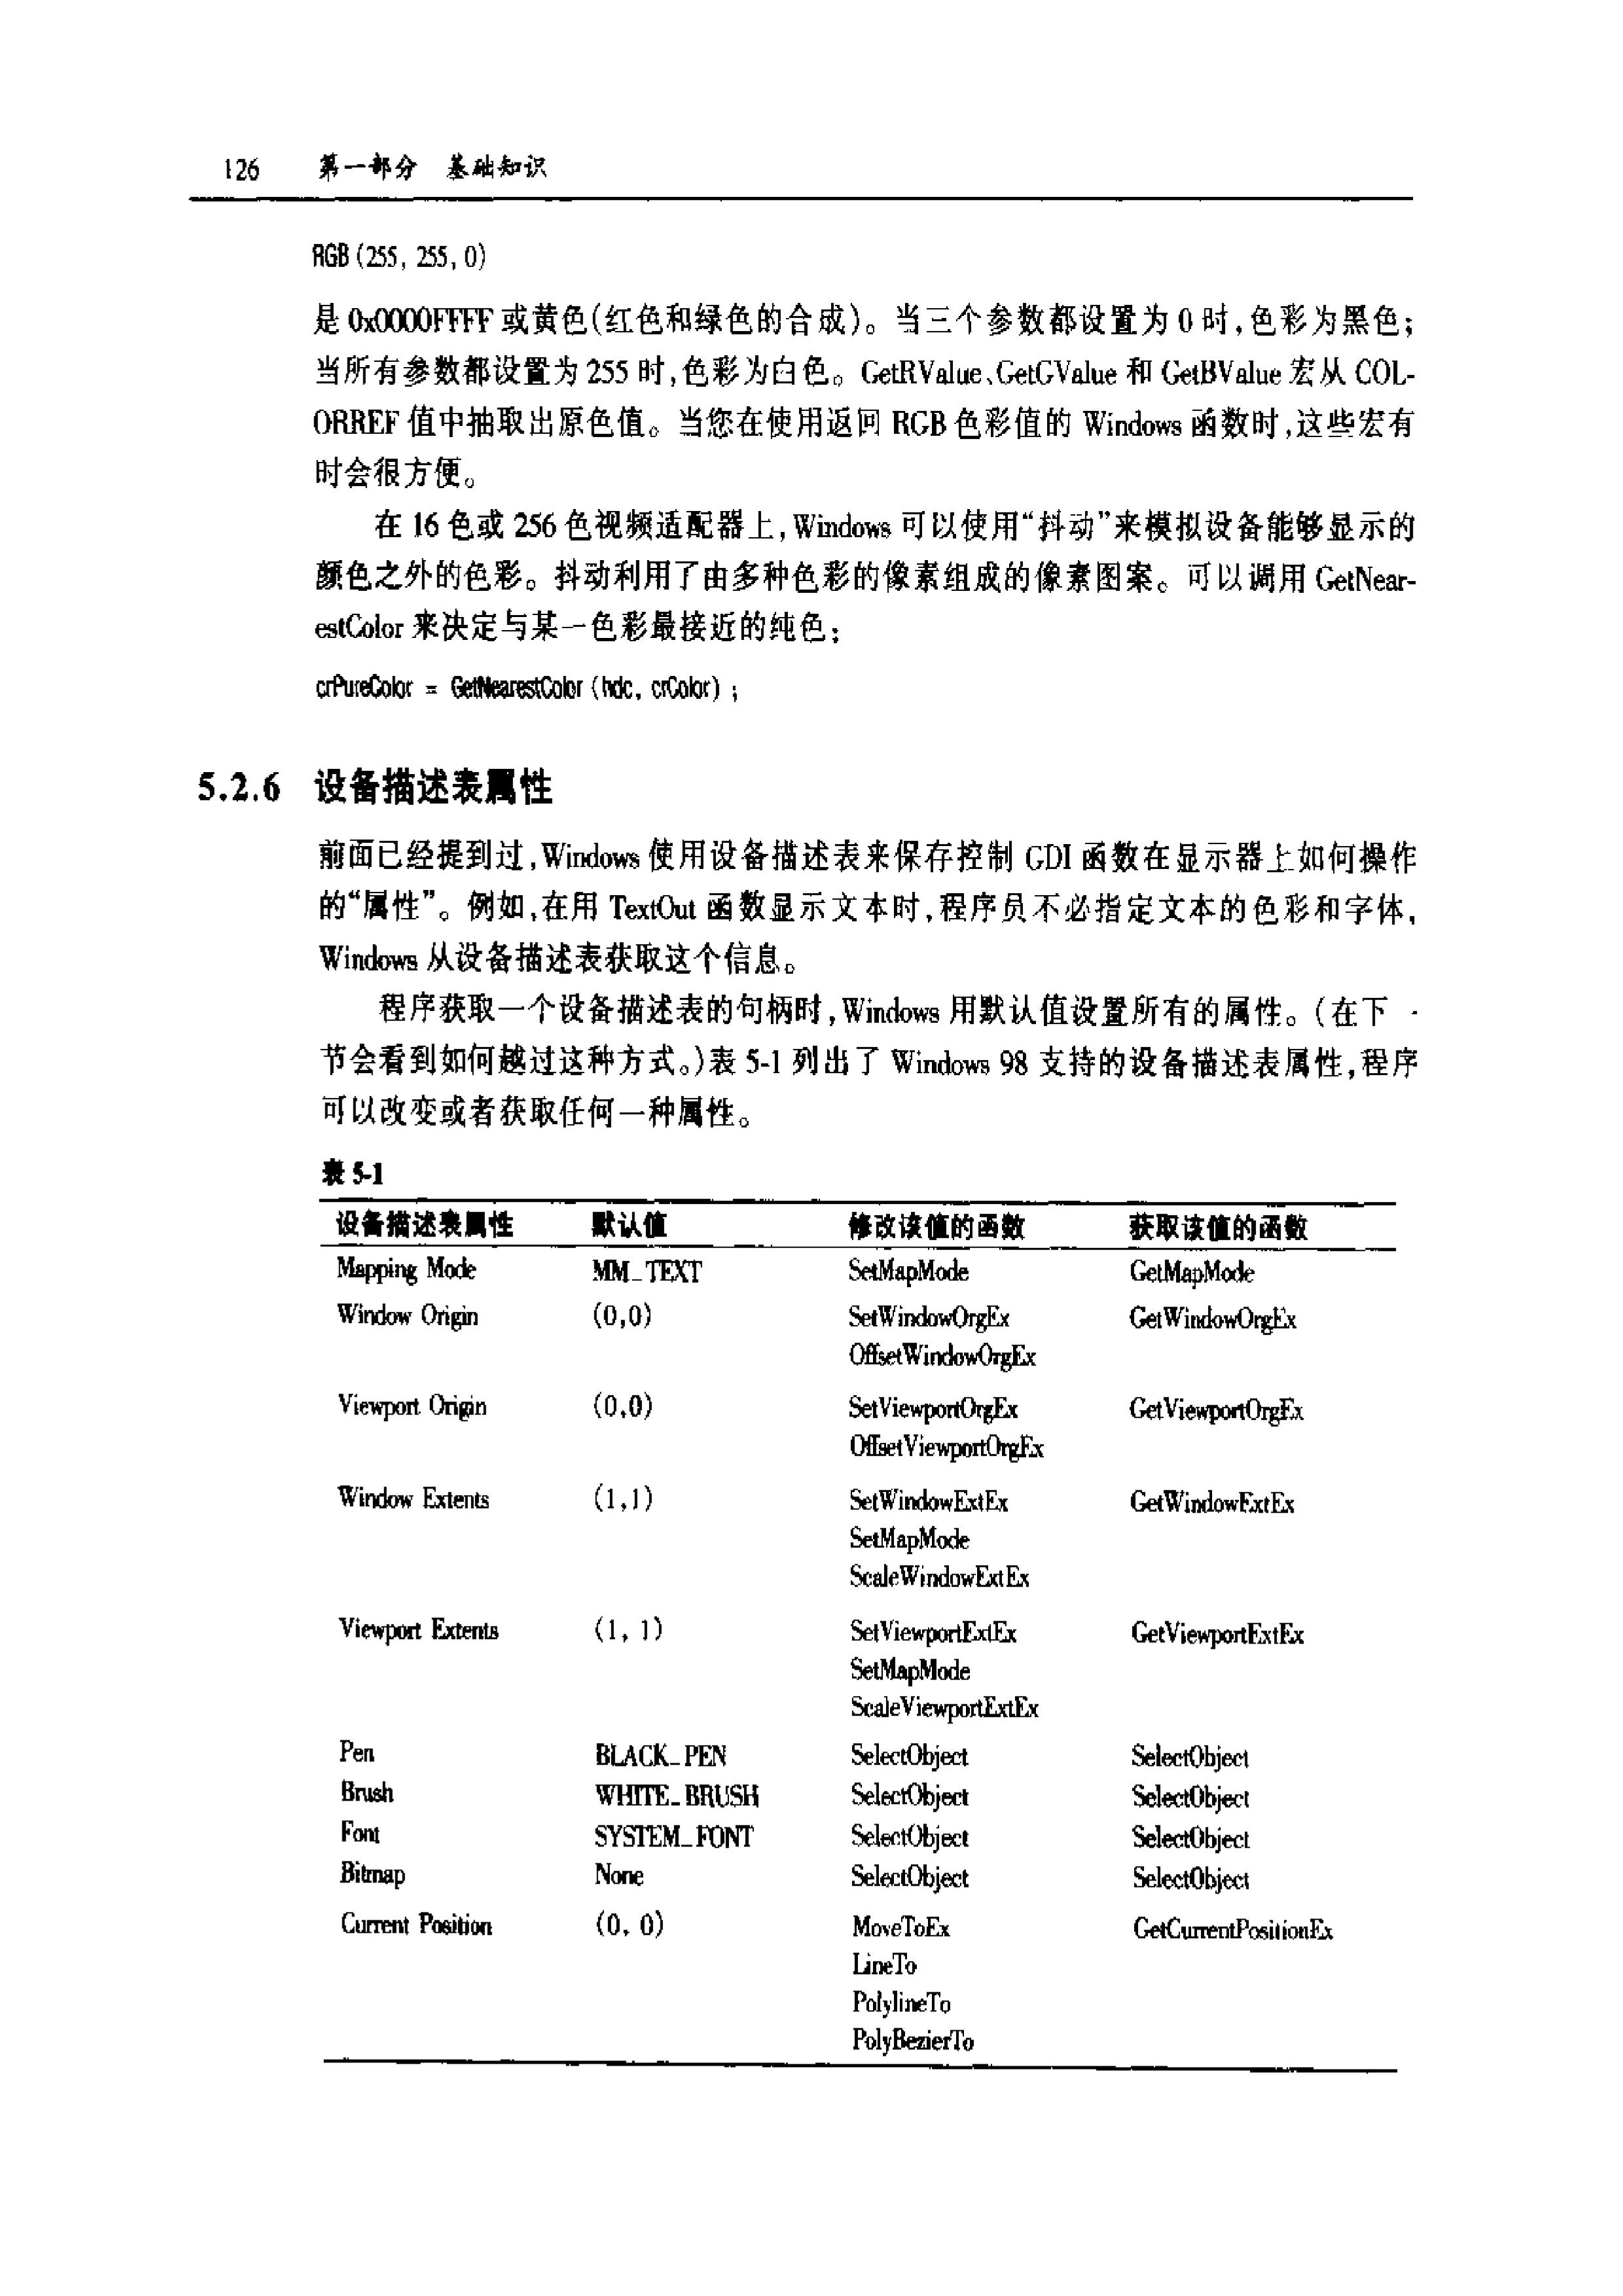 126 第一部分 基础知识
RGB (255, 255, 0)
是 0x0000FFFF 或黄色(红色和绿色的合成)。当三个参数都设置为 0 时,色彩为黑色;
当所有参数都设置为 255 时,色彩为白色。GetRValue、GetGValue 和 GetBValue 宏从 COL-
ORREF 值中抽取出原色值。当您在使用返回 RGB 色彩值的 Windows 函数时,这些宏有
时会很方便。
在 16 色或 256 色视频适配器上,Windows 可以使用“抖动”来模拟设备能够显示的
颜色之外的色彩。抖动利用了由多种色彩的像素组成的像素图案。可以调用 GetNear-
estColor 来决定与某一色彩最接近的纯色:
crPureColor = GetNearestColor (hdc, crColor) ;
5.2.6 设备描述表属性
前面已经提到过,Windows 使用设备描述表来保存控制 GDI 函数在显示器上如何操作
的“属性”。例如,在用 TextOut 函数显示文本时,程序员不必指定文本的色彩和字体,
Windows 从设备描述表获取这个信息。
程序获取一个设备描述表的句柄时,Windows 用默认值设置所有的属性。(在下一
节会看到如何越过这种方式。)表 5-1 列出了 Windows 98 支持的设备描述表属性,程序
可以改变或者获取任何一种属性。
表 5-1
设备描述表属性 默认值 修改该值的函数 获取该值的函数
Mapping Mode MM_TEXT SetMapMode GetMapMode
Window Origin (0,0) SetWindowOrgEx GetWindowOrgEx
OffsetWindowOrgEx
Viewport Origin (0,0) SetViewportOrgEx GetViewportOrgEx
OffsetViewportOrgEx
Window Extents (1,1) SetWindowExtEx GetWindowExtEx
SetMapMode
ScaleWindowExtEx
Viewport Extents (1, 1) SetViewportExtEx GetViewportExtEx
SetMapMode
ScaleViewportExtEx
Pen BLACK_PEN SelectObject SelectObject
Brush WHITE_BRUSH SelectObject SelectObject
Font SYSTEM_FONT SelectObject SelectObject
Bitmap None SelectObject SelectObject
Current Position (0, 0) MoveToEx GetCurrentPositionEx
LineTo
PolylineTo
PolyBezierTo